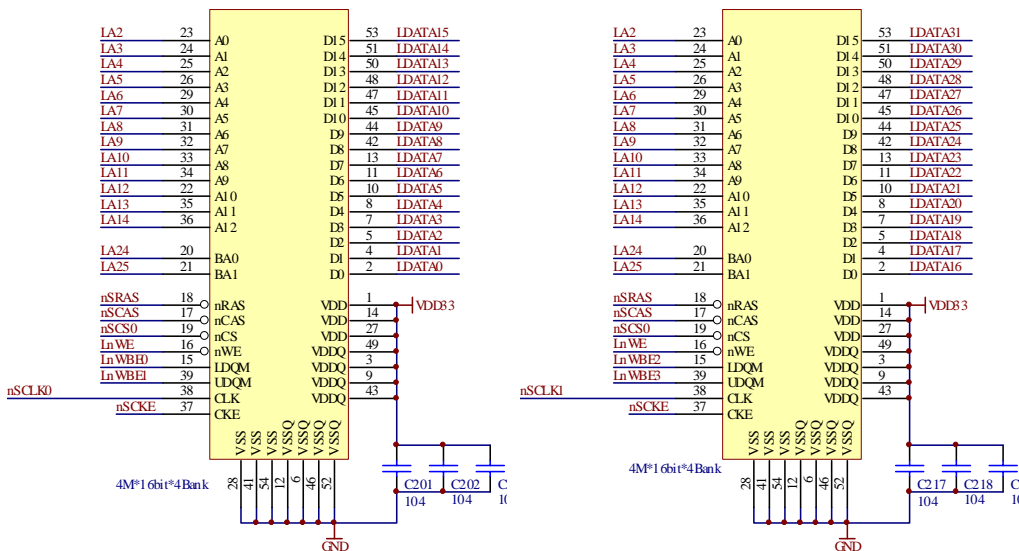 LA2 23 A0 D15 53 LDATA15
LA3 24 A1 D14 51 LDATA14
LA4 25 A2 D13 50 LDATA13
LA5 26 A3 D12 48 LDATA12
LA6 29 A4 D11 47 LDATA11
LA7 30 A5 D10 45 LDATA10
LA8 31 A6 D9 44 LDATA9
LA9 32 A7 D8 42 LDATA8
LA10 33 A8 D7 13 LDATA7
LA11 34 A9 D6 11 LDATA6
LA12 22 A10 D5 10 LDATA5
LA13 35 A11 D4 8 LDATA4
LA14 36 A12 D3 7 LDATA3
D2 5 LDATA2
LA24 20 BA0 D1 4 LDATA1
LA25 21 BA1 D0 2 LDATA0
nSRAS 18 nRAS VDD 1 VDD33
nSCAS 17 nCAS VDD 14
nSCS0 19 nCS VDD 27
LnWE 16 nWE VDDQ 49
LnWBE0 15 LDQM VDDQ 3
LnWBE1 39 UDQM VDDQ 9
nSCLK0 38 CLK VDDQ 43
nSCKE 37 CKE
VSS VSS VSS VSSQ VSSQ VSSQ VSSQ
4M*16bit*4Bank
28 41 54 12 6 46 52
C201 C202 C
104 104 10
GND
LA2 23 A0 D15 53 LDATA31
LA3 24 A1 D14 51 LDATA30
LA4 25 A2 D13 50 LDATA29
LA5 26 A3 D12 48 LDATA28
LA6 29 A4 D11 47 LDATA27
LA7 30 A5 D10 45 LDATA26
LA8 31 A6 D9 44 LDATA25
LA9 32 A7 D8 42 LDATA24
LA10 33 A8 D7 13 LDATA23
LA11 34 A9 D6 11 LDATA22
LA12 22 A10 D5 10 LDATA21
LA13 35 A11 D4 8 LDATA20
LA14 36 A12 D3 7 LDATA19
D2 5 LDATA18
LA24 20 BA0 D1 4 LDATA17
LA25 21 BA1 D0 2 LDATA16
nSRAS 18 nRAS VDD 1 VDD33
nSCAS 17 nCAS VDD 14
nSCS0 19 nCS VDD 27
LnWE 16 nWE VDDQ 49
LnWBE2 15 LDQM VDDQ 3
LnWBE3 39 UDQM VDDQ 9
nSCLK1 38 CLK VDDQ 43
nSCKE 37 CKE
VSS VSS VSS VSSQ VSSQ VSSQ VSSQ
4M*16bit*4Bank
28 41 54 12 6 46 52
C217 C218 C
104 104 10
GND